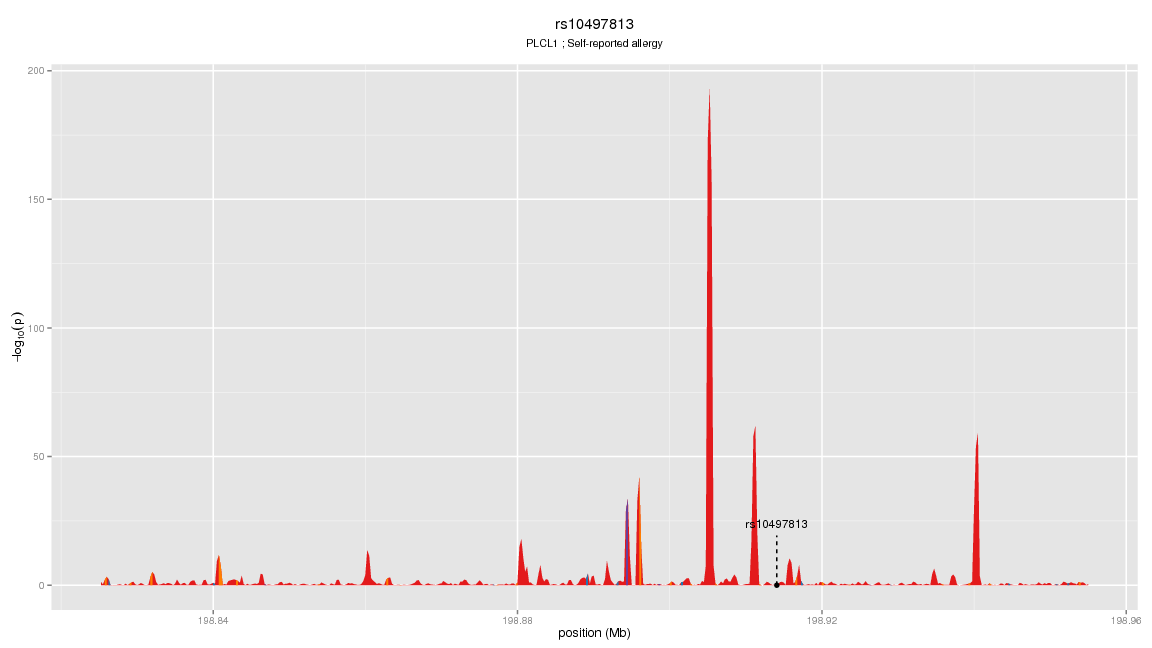 rs10497813
PLCL1 ; Self-reported allergy
200
150
100
50
0
−log10(p)
rs10497813
198.84
198.88
198.92
198.96
position (Mb)